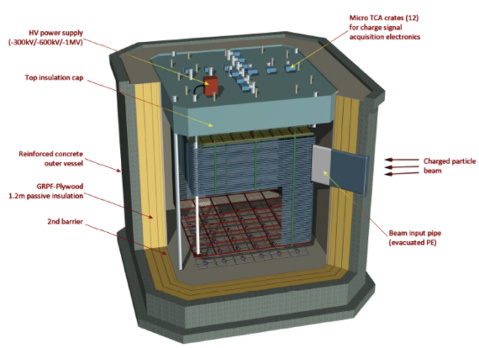 HV power supply
(-300kV/-600kV/-1MV)
Micro TCA crates (12)
for charge signal
acquisition electronics
Top insulation cap
Reinforced concrete
outer vessel
Charged particle
beam
GRPF-Plywood
1.2m passive insulation
2nd barrier
Beam input pipe
(evacuated PE)